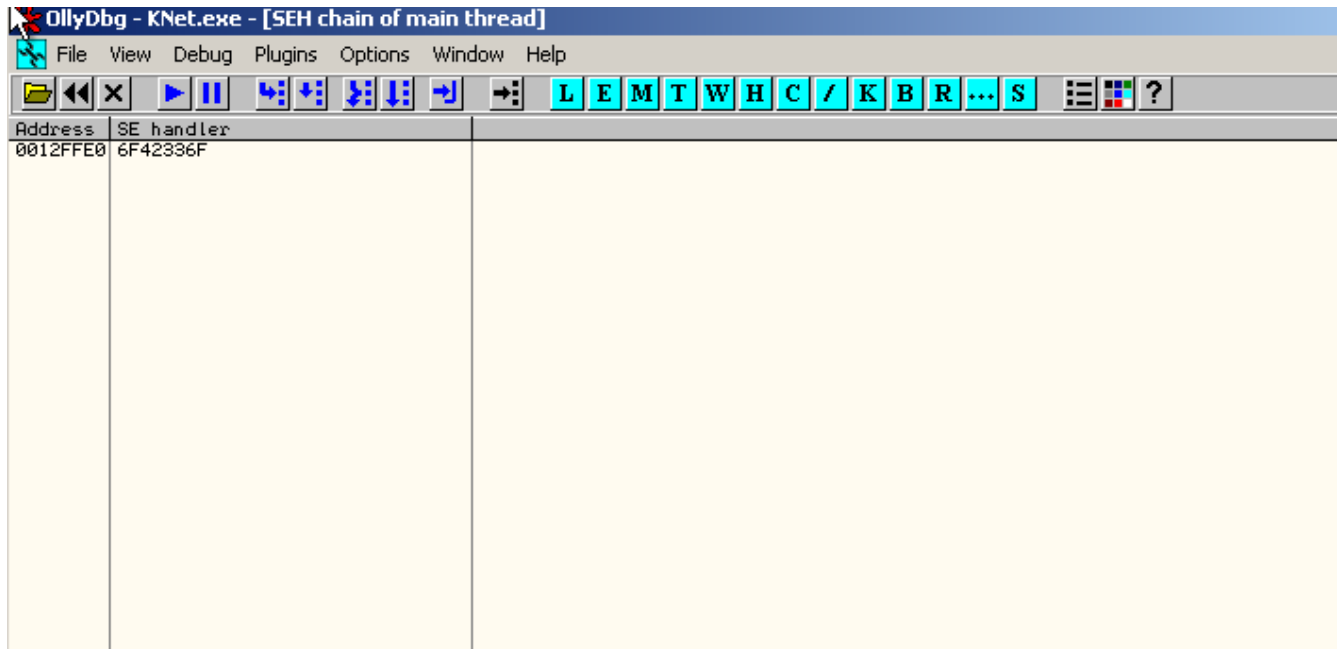 OllyDbg - KNet.exe - [SEH chain of main thread]
File View Debug Plugins Options Window Help
L E M T W H C / K B R ... S ?
Address SE handler
0012FFE0 6F42336F